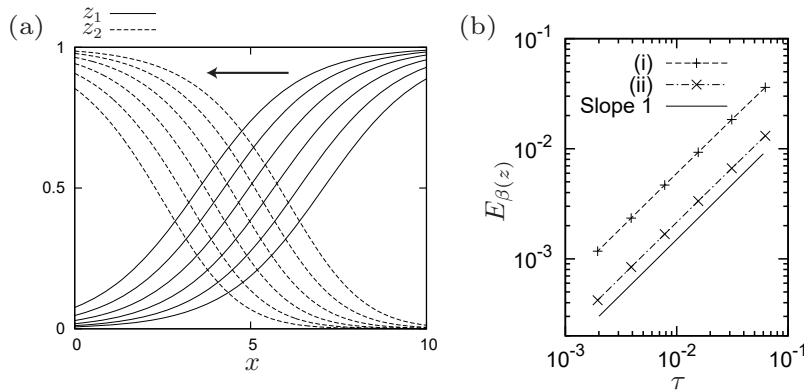 (a)
z₁
z₂
1
0.5
0
0
5
10
x
(b)
10⁻¹
10⁻²
10⁻³
E_β(z)
(i)
(ii)
Slope 1
10⁻³
10⁻²
10⁻¹
τ